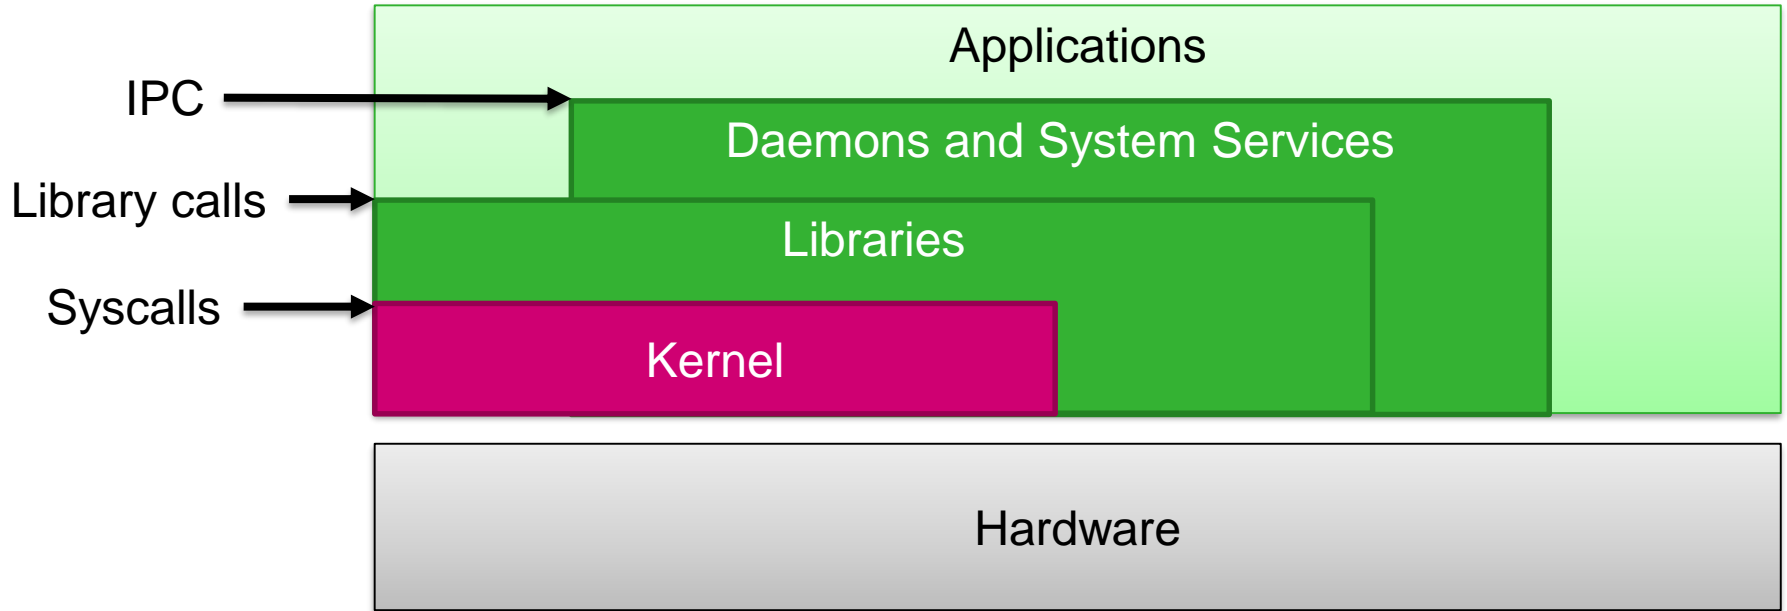 Applications
IPC
Daemons and System Services
Library calls
Libraries
Syscalls
Kernel
Hardware